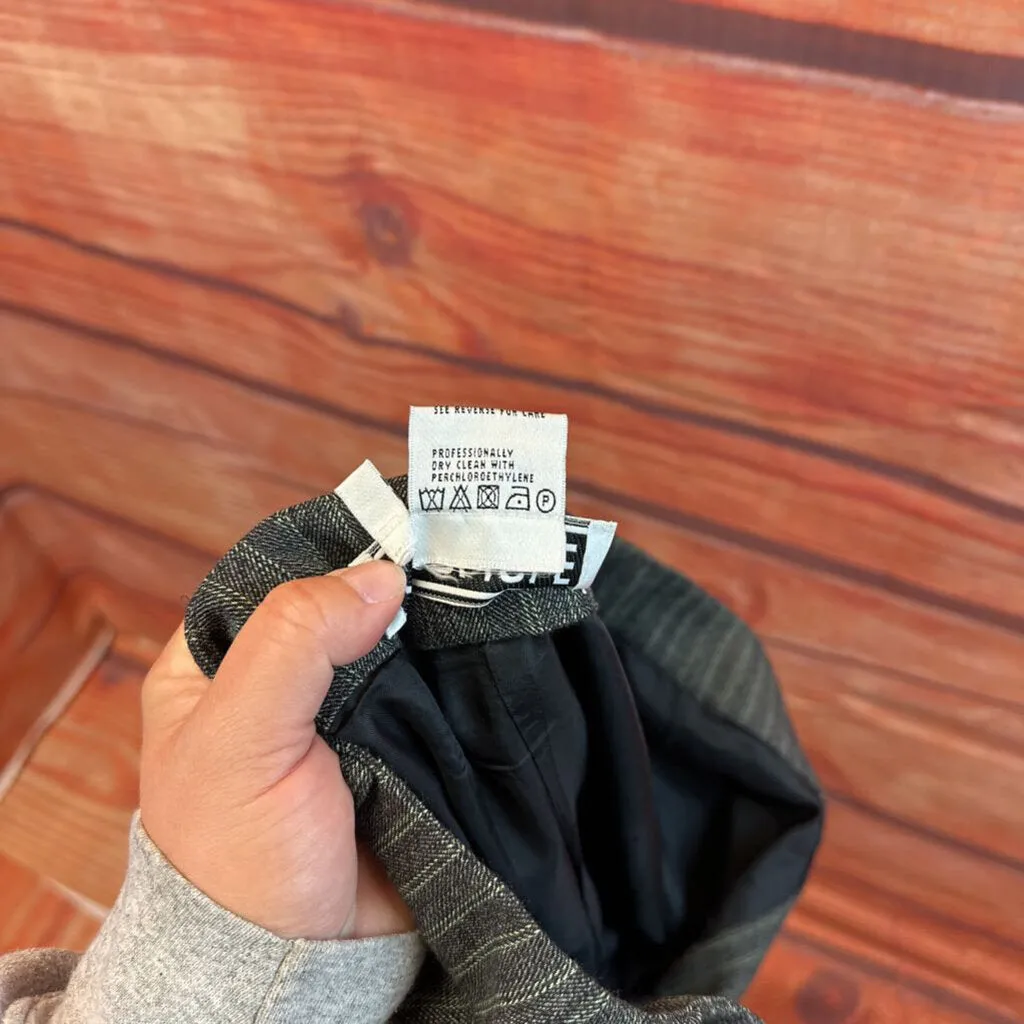 SEE REVERSE FOR CARE
PROFESSIONALLY
DRY CLEAN WITH
PERCHLOROETHYLENE
P